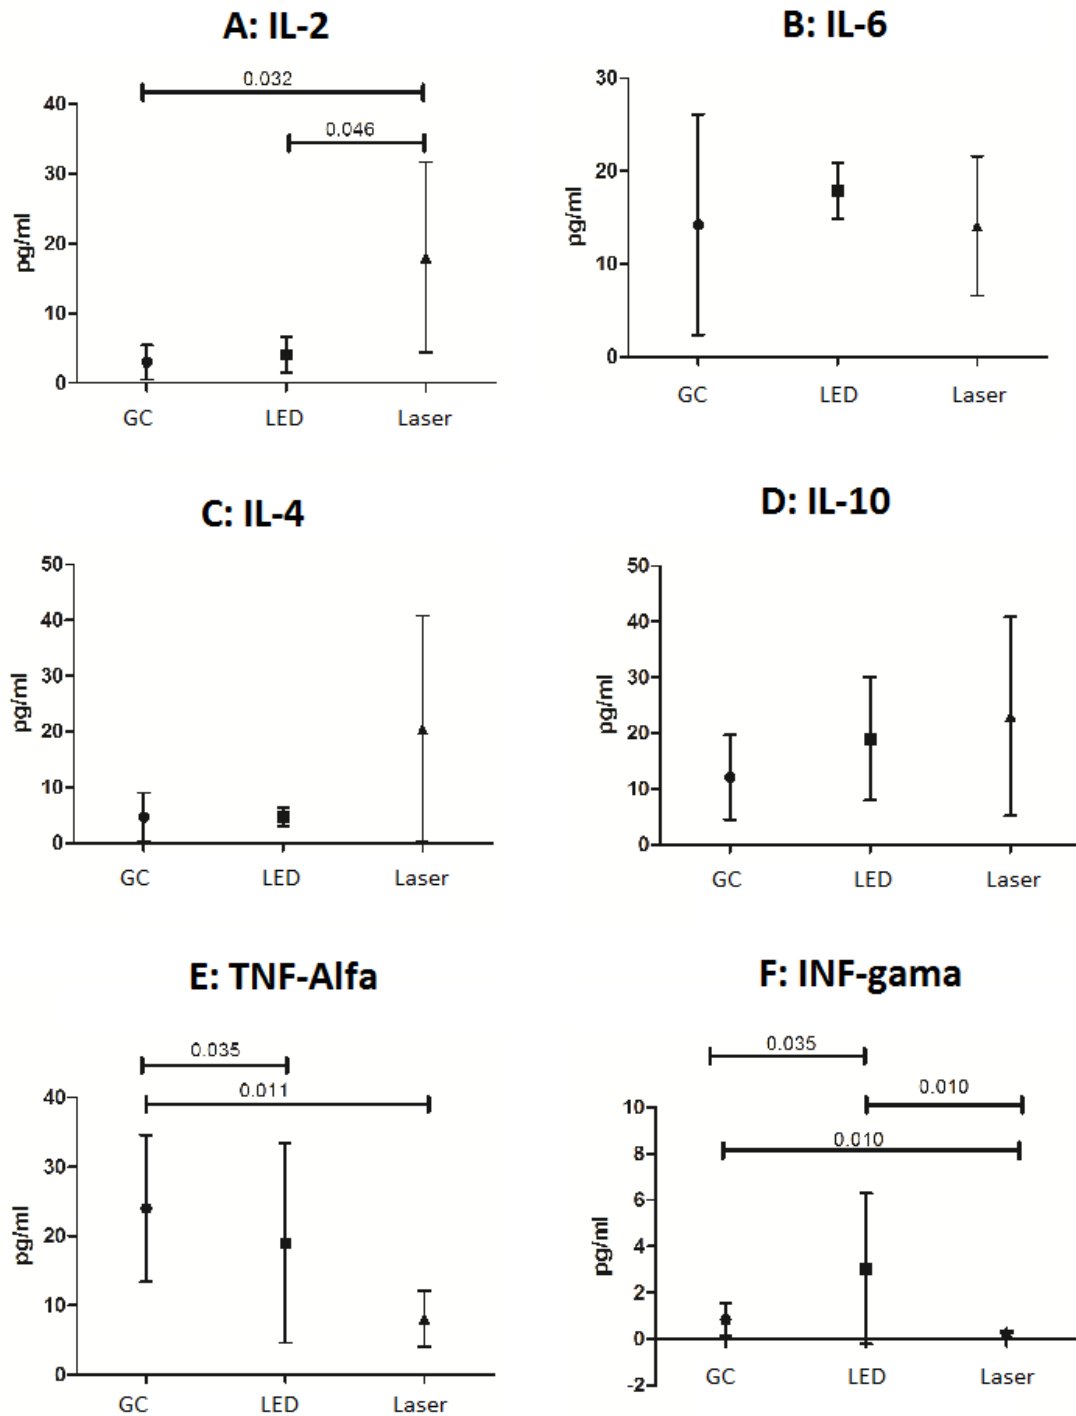 A: IL-2
0.032
0.046
40
30
20
10
0
pg/ml
GC LED Laser
B: IL-6
30
20
10
0
pg/ml
GC LED Laser
C: IL-4
50
40
30
20
10
0
pg/ml
GC LED Laser
D: IL-10
50
40
30
20
10
0
pg/ml
GC LED Laser
E: TNF-Alfa
0.035
0.011
40
30
20
10
0
pg/ml
GC LED Laser
F: INF-gama
0.035
0.010
0.010
10
8
6
4
2
0
-2
pg/ml
GC LED Laser